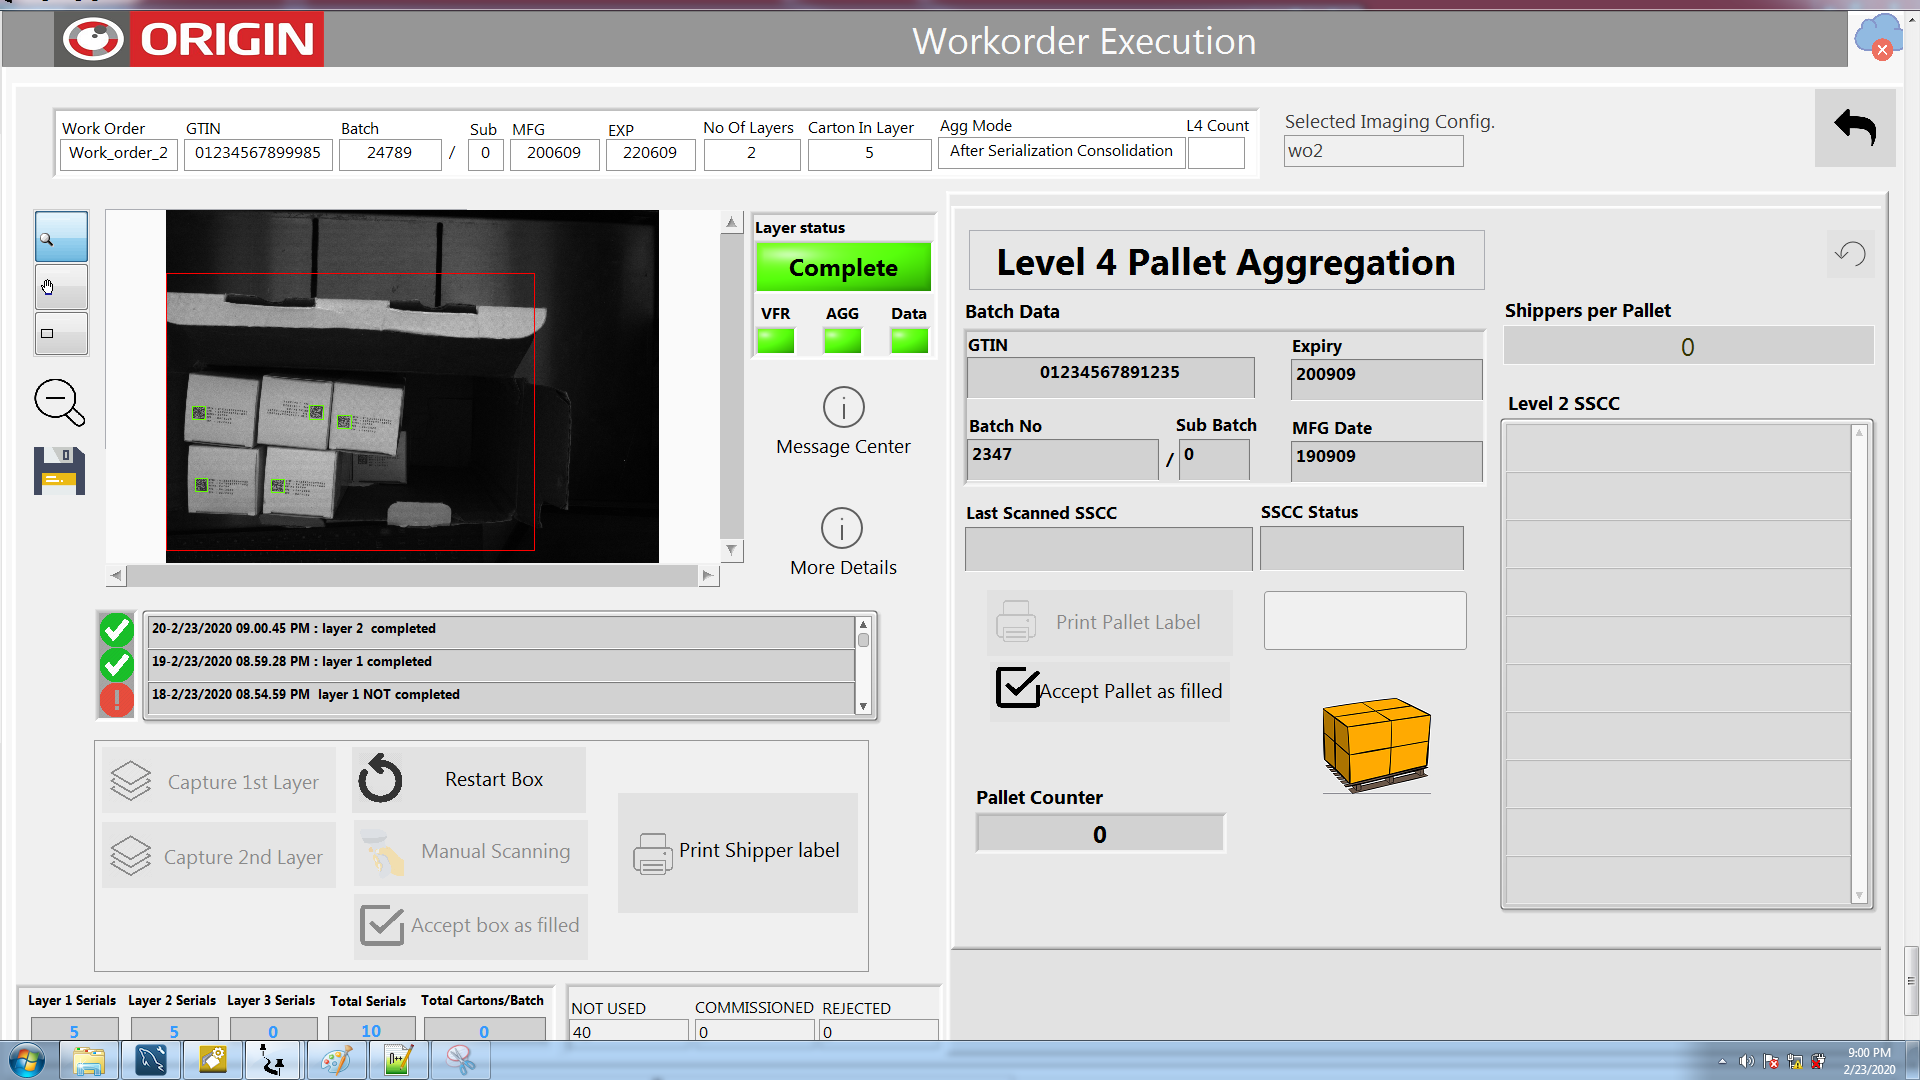 ORIGIN
Workorder Execution
Work Order GTIN Batch Sub MFG EXP No Of Layers Carton In Layer Agg Mode L4 Count
Work_order_2 01234567899985 24789 / 0 200609 220609 2 5 After Serialization Consolidation
Selected Imaging Config.
wo2
Layer status
Complete
VFR AGG Data
Message Center
More Details
20-2/23/2020 09.00.45 PM : layer 2 completed
19-2/23/2020 08.59.28 PM : layer 1 completed
18-2/23/2020 08.54.59 PM layer 1 NOT completed
Capture 1st Layer
Restart Box
Capture 2nd Layer
Manual Scanning
Accept box as filled
Print Shipper label
Layer 1 Serials Layer 2 Serials Layer 3 Serials Total Serials Total Cartons/Batch
5 5 0 10 0
NOT USED COMMISSIONED REJECTED
40 0 0
Level 4 Pallet Aggregation
Batch Data
GTIN
01234567891235
Expiry
200909
Batch No
2347
Sub Batch
/ 0
MFG Date
190909
Last Scanned SSCC
SSCC Status
Print Pallet Label
Accept Pallet as filled
Pallet Counter
0
Shippers per Pallet
0
Level 2 SSCC
9:00 PM
2/23/2020